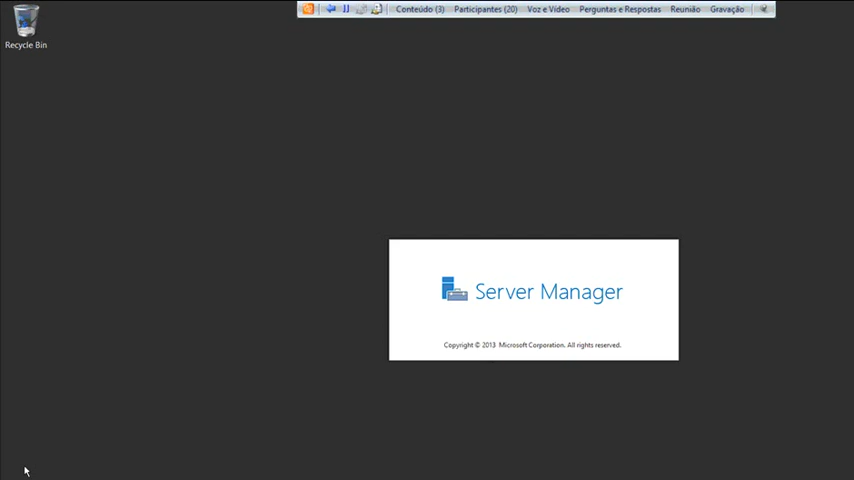 Conteúdo (3) Participantes (20) Voz e Vídeo Perguntas e Respostas Reunião Gravação
Recycle Bin
Server Manager
Copyright © 2013 Microsoft Corporation. All rights reserved.